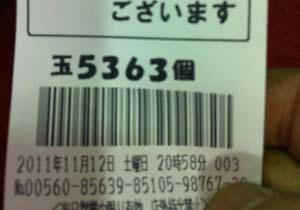 ございます
玉5363個
2011年11月12日 土曜日 20時58分 003
№00560-85639-85105-98767-